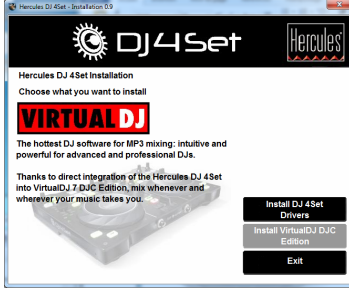 Hercules DJ 4Set - Installation 0.9
DJ4Set
Hercules
Hercules DJ 4Set Installation
Choose what you want to install
VIRTUAL DJ
The hottest DJ software for MP3 mixing: intuitive and
powerful for advanced and professional DJs.
Thanks to direct integration of the Hercules DJ 4Set
into VirtualDJ 7 DJC Edition, mix whenever and
wherever your music takes you.
Install DJ 4Set
Drivers
Install VirtualDJ DJC
Edition
Exit